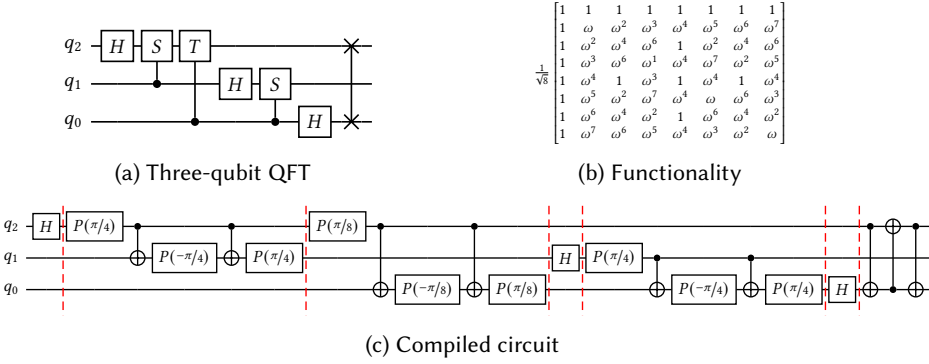 q₂ H S T
q₁ H S
q₀ H
(a) Three-qubit QFT
1 1 1 1 1 1 1 1
1 ω ω² ω³ ω⁴ ω⁵ ω⁶ ω⁷
1 ω² ω⁴ ω⁶ 1 ω² ω⁴ ω⁶
1 ω³ ω⁶ ω¹ ω⁴ ω⁷ ω² ω⁵
1/√8
1 ω⁴ 1 ω³ 1 ω⁴ 1 ω⁴
1 ω⁵ ω² ω⁷ ω⁴ ω ω⁶ ω³
1 ω⁶ ω⁴ ω² 1 ω⁶ ω⁴ ω²
1 ω⁷ ω⁶ ω⁵ ω⁴ ω³ ω² ω
(b) Functionality
q₂ H P(π/4) P(π/8)
q₁ P(−π/4) P(π/4) H P(π/4)
q₀ P(−π/8) P(π/8) P(−π/4) P(π/4) H
(c) Compiled circuit